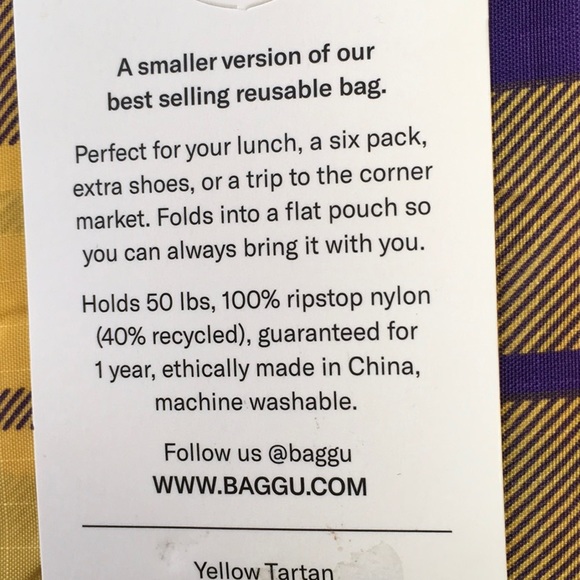 A smaller version of our
best selling reusable bag.
Perfect for your lunch, a six pack,
extra shoes, or a trip to the corner
market. Folds into a flat pouch so
you can always bring it with you.
Holds 50 lbs, 100% ripstop nylon
(40% recycled), guaranteed for
1 year, ethically made in China,
machine washable.
Follow us @baggu
WWW.BAGGU.COM
Yellow Tartan